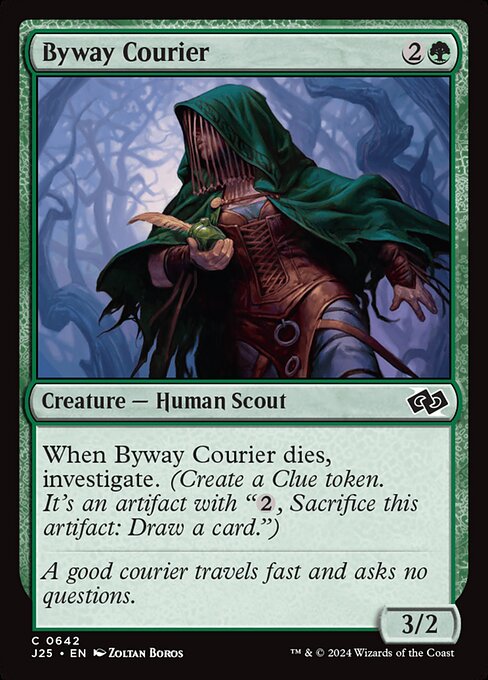 Byway Courier 2
Creature — Human Scout
When Byway Courier dies,
investigate. (Create a Clue token.
It's an artifact with “2, Sacrifice this
artifact: Draw a card.”)
A good courier travels fast and asks no
questions.
3/2
C 0642
J25 • EN Zoltan Boros
™ & © 2024 Wizards of the Coast